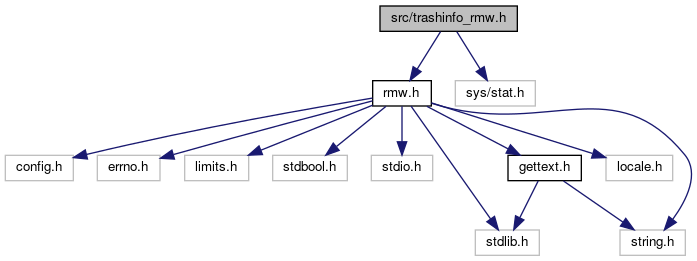 src/trashinfo_rmw.h
rmw.h
sys/stat.h
config.h
errno.h
limits.h
stdbool.h
stdio.h
gettext.h
locale.h
stdlib.h
string.h